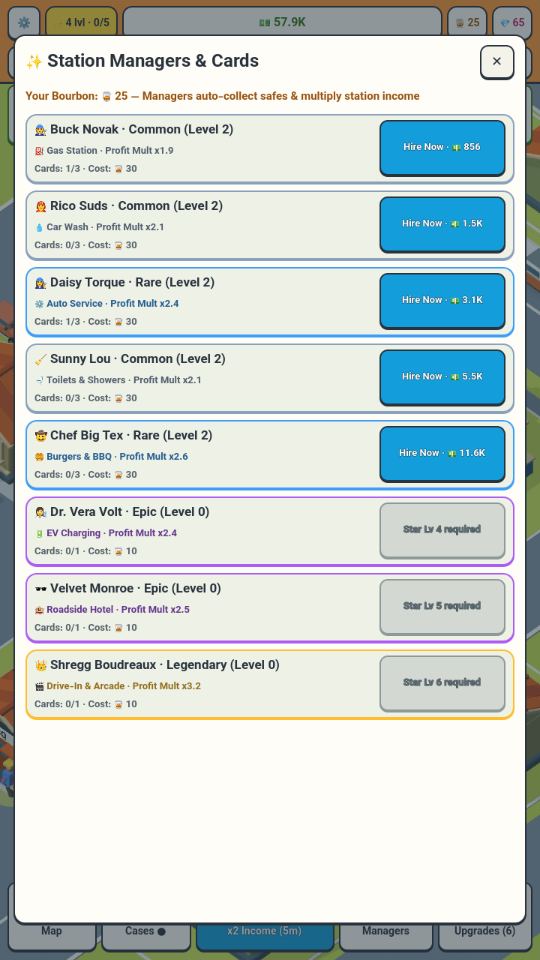 4 lvl · 0/5
57.9K
25
65
Station Managers & Cards
×
Your Bourbon: 25 — Managers auto-collect safes & multiply station income
Buck Novak · Common (Level 2)
Gas Station · Profit Mult x1.9
Cards: 1/3 · Cost: 30
Hire Now · 856
Rico Suds · Common (Level 2)
Car Wash · Profit Mult x2.1
Cards: 0/3 · Cost: 30
Hire Now · 1.5K
Daisy Torque · Rare (Level 2)
Auto Service · Profit Mult x2.4
Cards: 1/3 · Cost: 30
Hire Now · 3.1K
Sunny Lou · Common (Level 2)
Toilets & Showers · Profit Mult x2.1
Cards: 0/3 · Cost: 30
Hire Now · 5.5K
Chef Big Tex · Rare (Level 2)
Burgers & BBQ · Profit Mult x2.6
Cards: 0/3 · Cost: 30
Hire Now · 11.6K
Dr. Vera Volt · Epic (Level 0)
EV Charging · Profit Mult x2.4
Cards: 0/1 · Cost: 10
Star Lv 4 required
Velvet Monroe · Epic (Level 0)
Roadside Hotel · Profit Mult x2.5
Cards: 0/1 · Cost: 10
Star Lv 5 required
Shregg Boudreaux · Legendary (Level 0)
Drive-In & Arcade · Profit Mult x3.2
Cards: 0/1 · Cost: 10
Star Lv 6 required
Map
Cases
x2 Income (5m)
Managers
Upgrades (6)